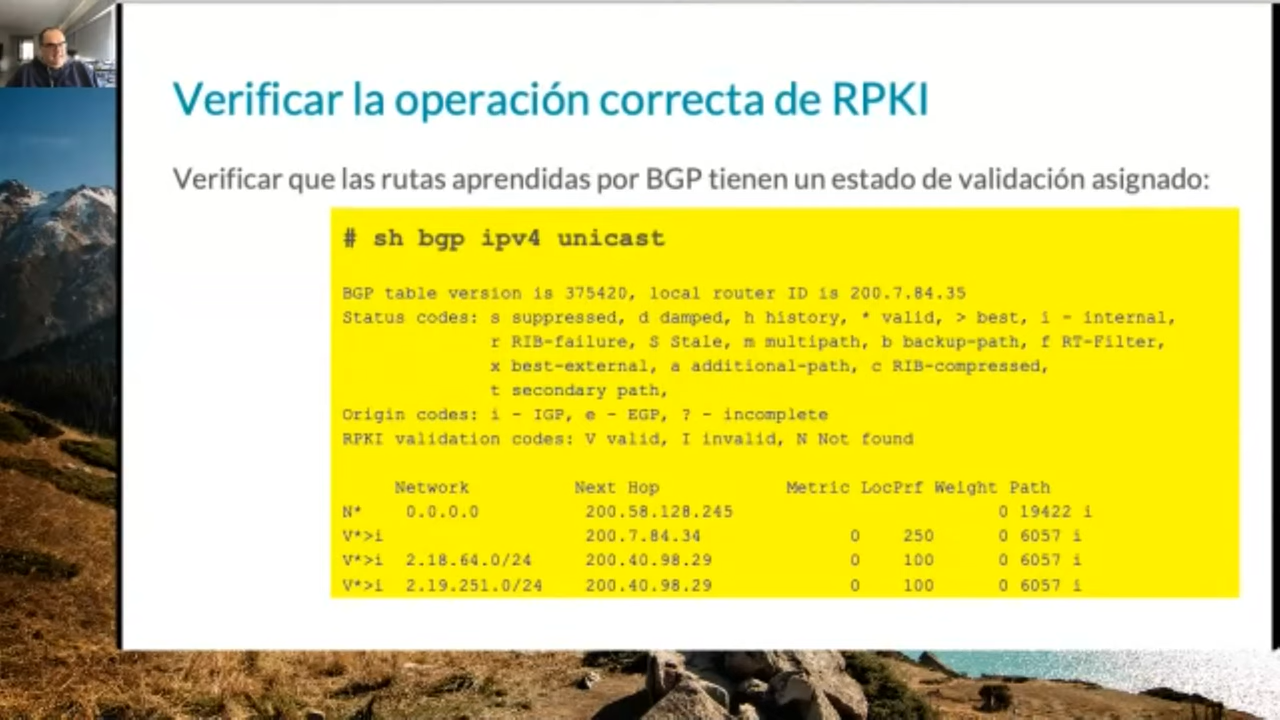 Verificar la operación correcta de RPKI
Verificar que las rutas aprendidas por BGP tienen un estado de validación asignado:
# sh bgp ipv4 unicast
BGP table version is 375420, local router ID is 200.7.84.35
Status codes: s suppressed, d damped, h history, * valid, > best, i - internal,
r RIB-failure, S Stale, m multipath, b backup-path, f RT-Filter,
x best-external, a additional-path, c RIB-compressed,
t secondary path,
Origin codes: i - IGP, e - EGP, ? - incomplete
RPKI validation codes: V valid, I invalid, N Not found
Network Next Hop Metric LocPrf Weight Path
N* 0.0.0.0 200.58.128.245 0 19422 i
V*>i 200.7.84.34 0 250 0 6057 i
V*>i 2.18.64.0/24 200.40.98.29 0 100 0 6057 i
V*>i 2.19.251.0/24 200.40.98.29 0 100 0 6057 i